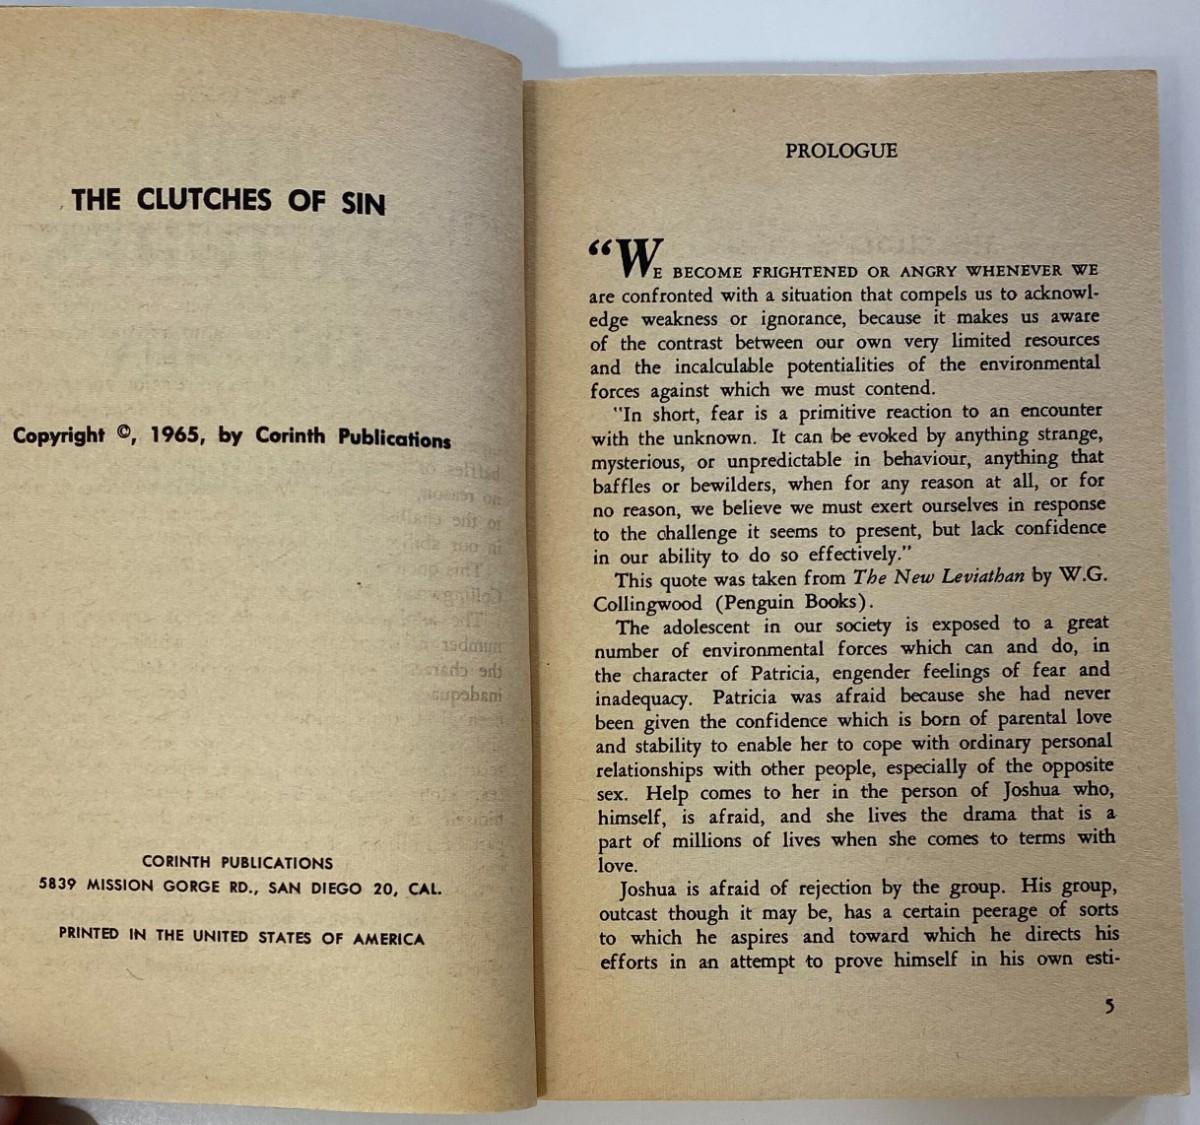 THE CLUTCHES OF SIN
Copyright ©, 1965, by Corinth Publications
CORINTH PUBLICATIONS
5839 MISSION GORGE RD., SAN DIEGO 20, CAL.
PRINTED IN THE UNITED STATES OF AMERICA
PROLOGUE
“WE BECOME FRIGHTENED OR ANGRY WHENEVER WE
are confronted with a situation that compels us to acknowl-
edge weakness or ignorance, because it makes us aware
of the contrast between our own very limited resources
and the incalculable potentialities of the environmental
forces against which we must contend.
"In short, fear is a primitive reaction to an encounter
with the unknown. It can be evoked by anything strange,
mysterious, or unpredictable in behaviour, anything that
baffles or bewilders, when for any reason at all, or for
no reason, we believe we must exert ourselves in response
to the challenge it seems to present, but lack confidence
in our ability to do so effectively.”
This quote was taken from The New Leviathan by W.G.
Collingwood (Penguin Books).
The adolescent in our society is exposed to a great
number of environmental forces which can and do, in
the character of Patricia, engender feelings of fear and
inadequacy. Patricia was afraid because she had never
been given the confidence which is born of parental love
and stability to enable her to cope with ordinary personal
relationships with other people, especially of the opposite
sex. Help comes to her in the person of Joshua who,
himself, is afraid, and she lives the drama that is a
part of millions of lives when she comes to terms with
love.
Joshua is afraid of rejection by the group. His group,
outcast though it may be, has a certain peerage of sorts
to which he aspires and toward which he directs his
efforts in an attempt to prove himself in his own esti-
5